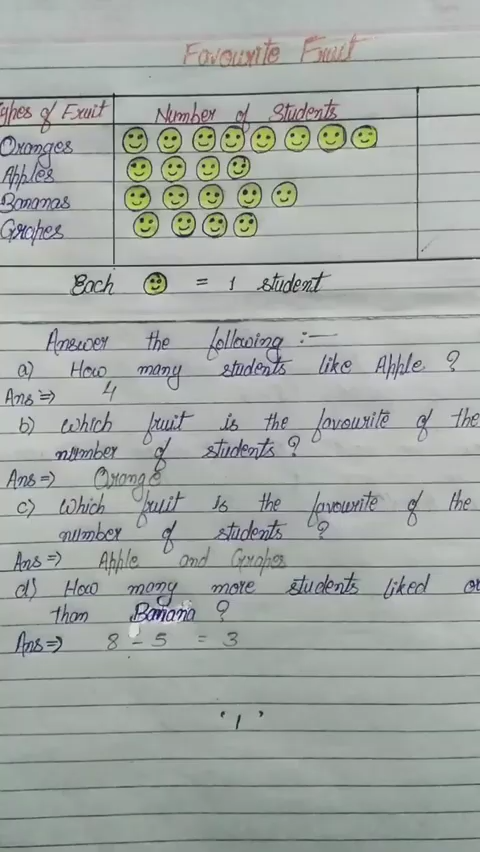 Favourite Fruit
Types of Fruit Number of Students
Oranges
Apples
Bananas
Grapes
Each = 1 student
Answer the following :—
a) How many students like Apple ?
Ans => 4
b) which fruit is the favourite of the
number of students ?
Ans => Orange
c) which fruit is the favourite of the
number of students ?
Ans => Apple and Grapes
d) How many more students liked or
than Banana ?
Ans => 8 - 5 = 3
' 1 '